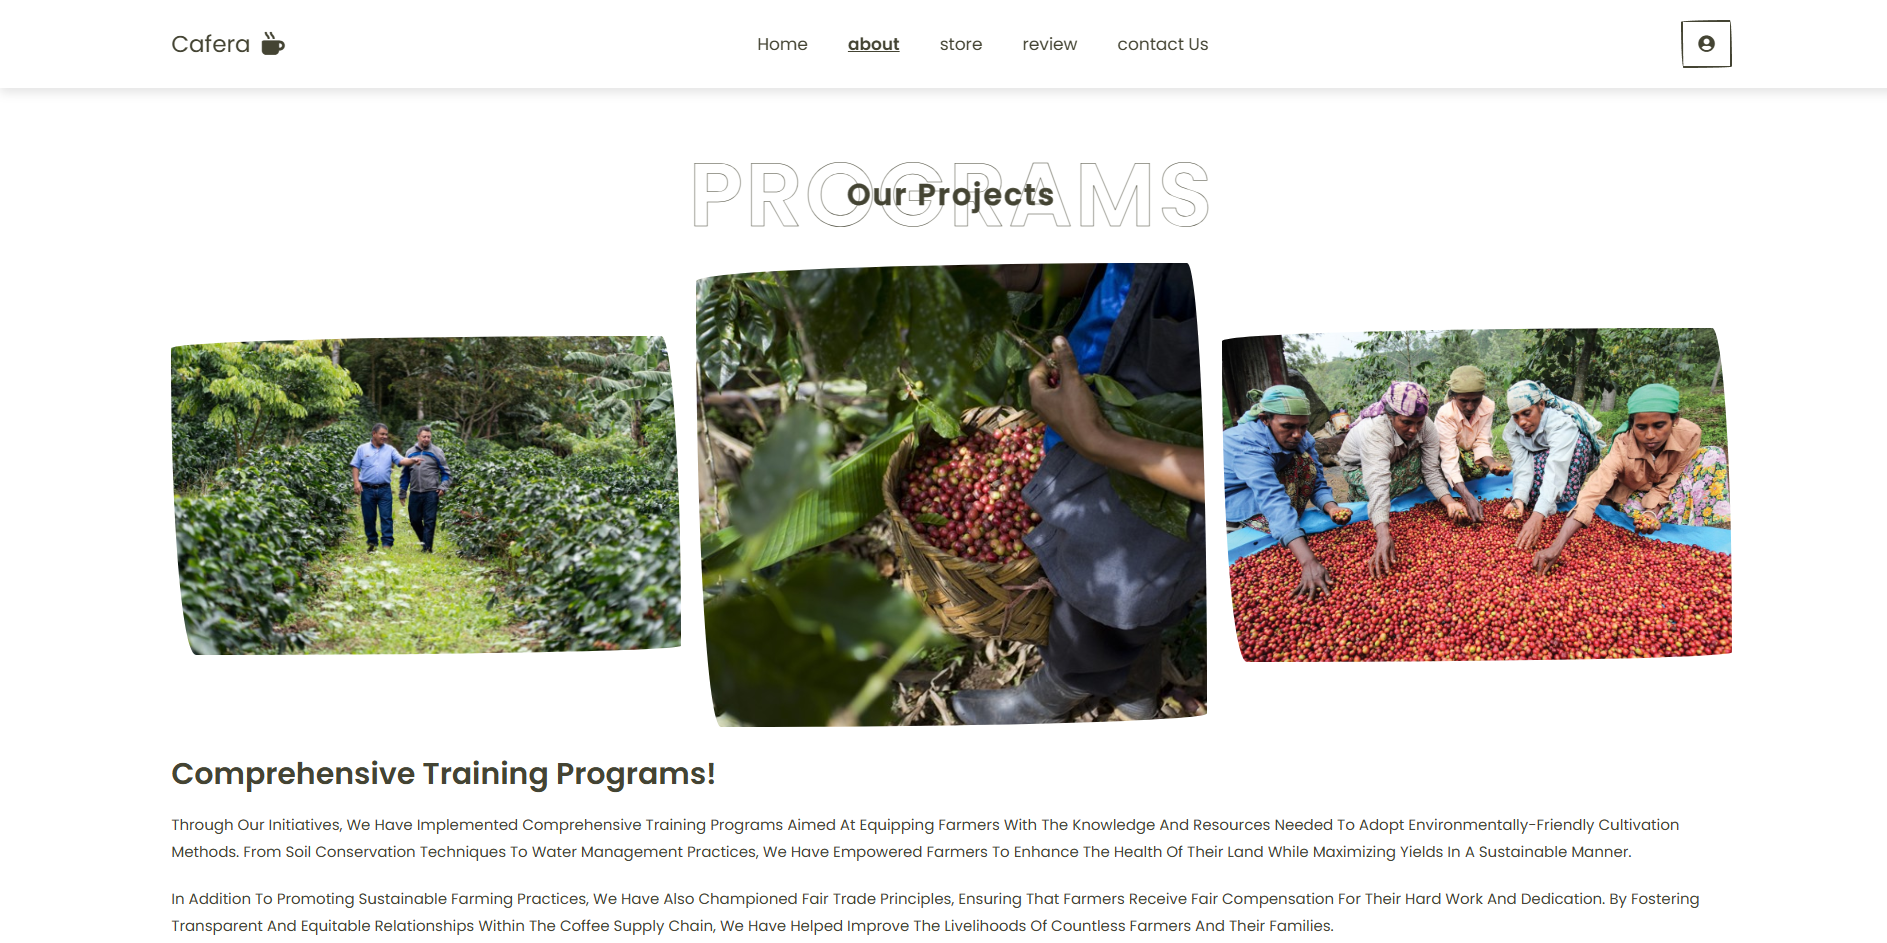 Cafera
Home about store review contact Us
PROGRAMS
Our Projects
Comprehensive Training Programs!
Through Our Initiatives, We Have Implemented Comprehensive Training Programs Aimed At Equipping Farmers With The Knowledge And Resources Needed To Adopt Environmentally-Friendly Cultivation
Methods. From Soil Conservation Techniques To Water Management Practices, We Have Empowered Farmers To Enhance The Health Of Their Land While Maximizing Yields In A Sustainable Manner.
In Addition To Promoting Sustainable Farming Practices, We Have Also Championed Fair Trade Principles, Ensuring That Farmers Receive Fair Compensation For Their Hard Work And Dedication. By Fostering
Transparent And Equitable Relationships Within The Coffee Supply Chain, We Have Helped Improve The Livelihoods Of Countless Farmers And Their Families.